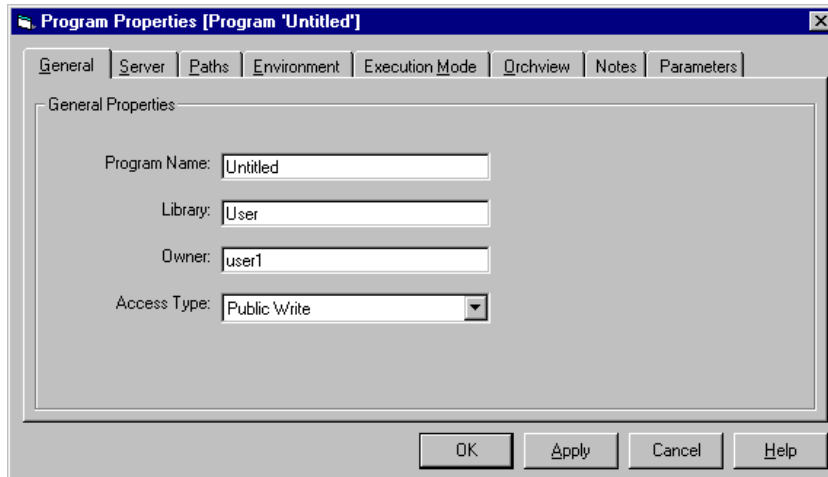 Program Properties [Program 'Untitled']
General Server Paths Environment Execution Mode Orchview Notes Parameters
General Properties
Program Name: Untitled
Library: User
Owner: user1
Access Type: Public Write
OK Apply Cancel Help